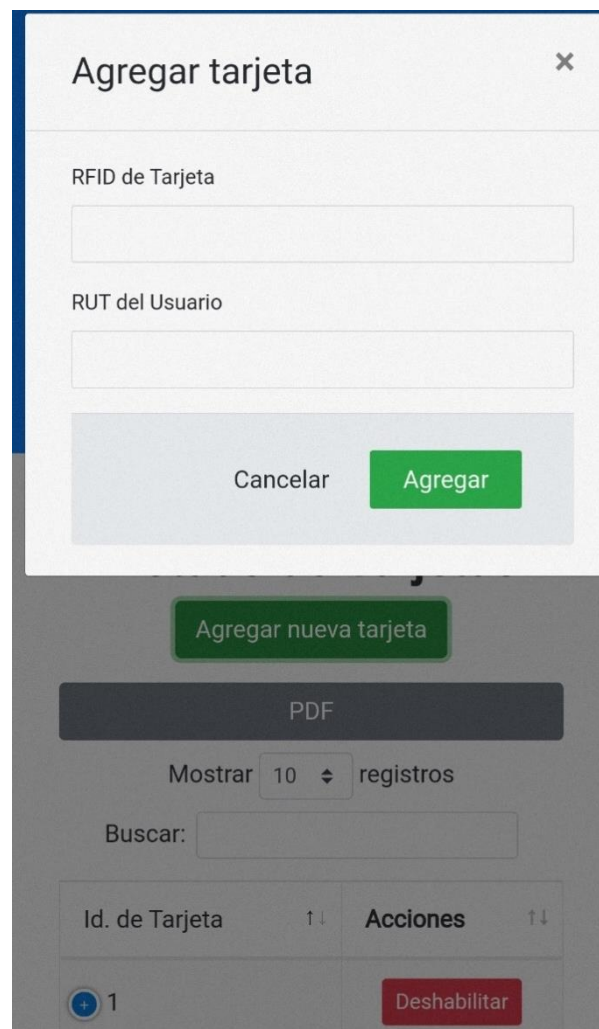 Agregar tarjeta ×
RFID de Tarjeta
RUT del Usuario
Cancelar Agregar
Agregar nueva tarjeta
PDF
Mostrar 10 registros
Buscar:
Id. de Tarjeta ↑↓ Acciones ↑↓
+ 1 Deshabilitar